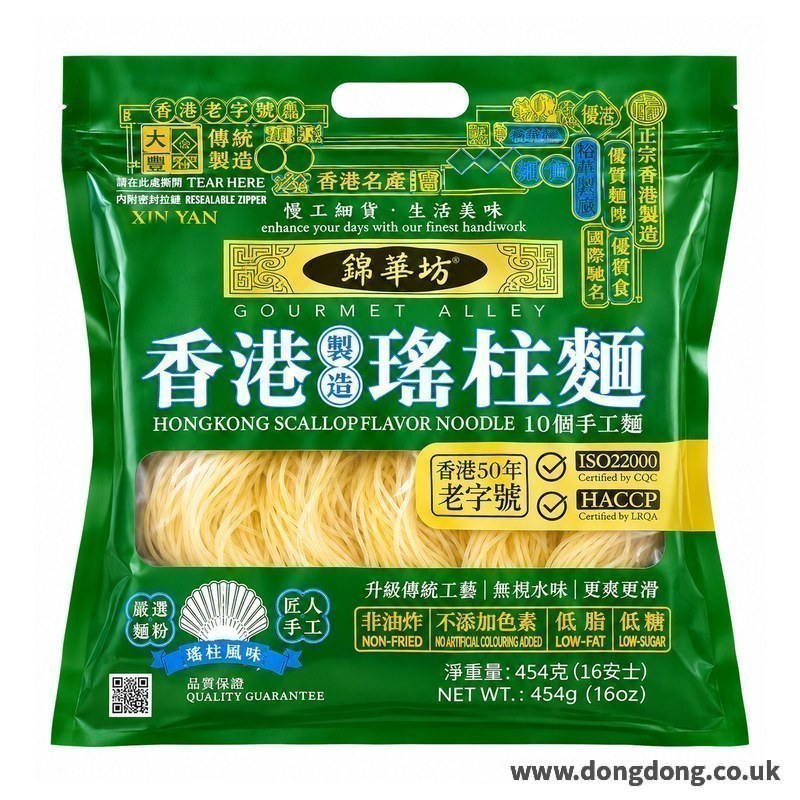 香港老字號
大豐
傳統製造
請在此處撕開 TEAR HERE
內附密封拉鏈 RESEALABLE ZIPPER
XIN YAN
香港名產
優港
裕華製廠
優質麵牌
正宗香港製造
國際馳名
優質食
慢工細貨·生活美味
enhance your days with our finest handiwork
錦華坊®
GOURMET ALLEY
香港製造瑤柱麵
HONGKONG SCALLOP FLAVOR NOODLE 10個手工麵
香港50年
老字號
ISO22000
Certified by CQC
HACCP
Certified by LRQA
升級傳統工藝|無梘水味|更爽更滑
嚴選麵粉
匠人手工
瑤柱風味
品質保證
QUALITY GUARANTEE
非油炸 不添加色素 低脂 低糖
NON-FRIED NO ARTIFICIAL COLOURING ADDED LOW-FAT LOW-SUGAR
淨重量: 454克 (16安士)
NET WT.: 454g (16oz)
www.dongdong.co.uk